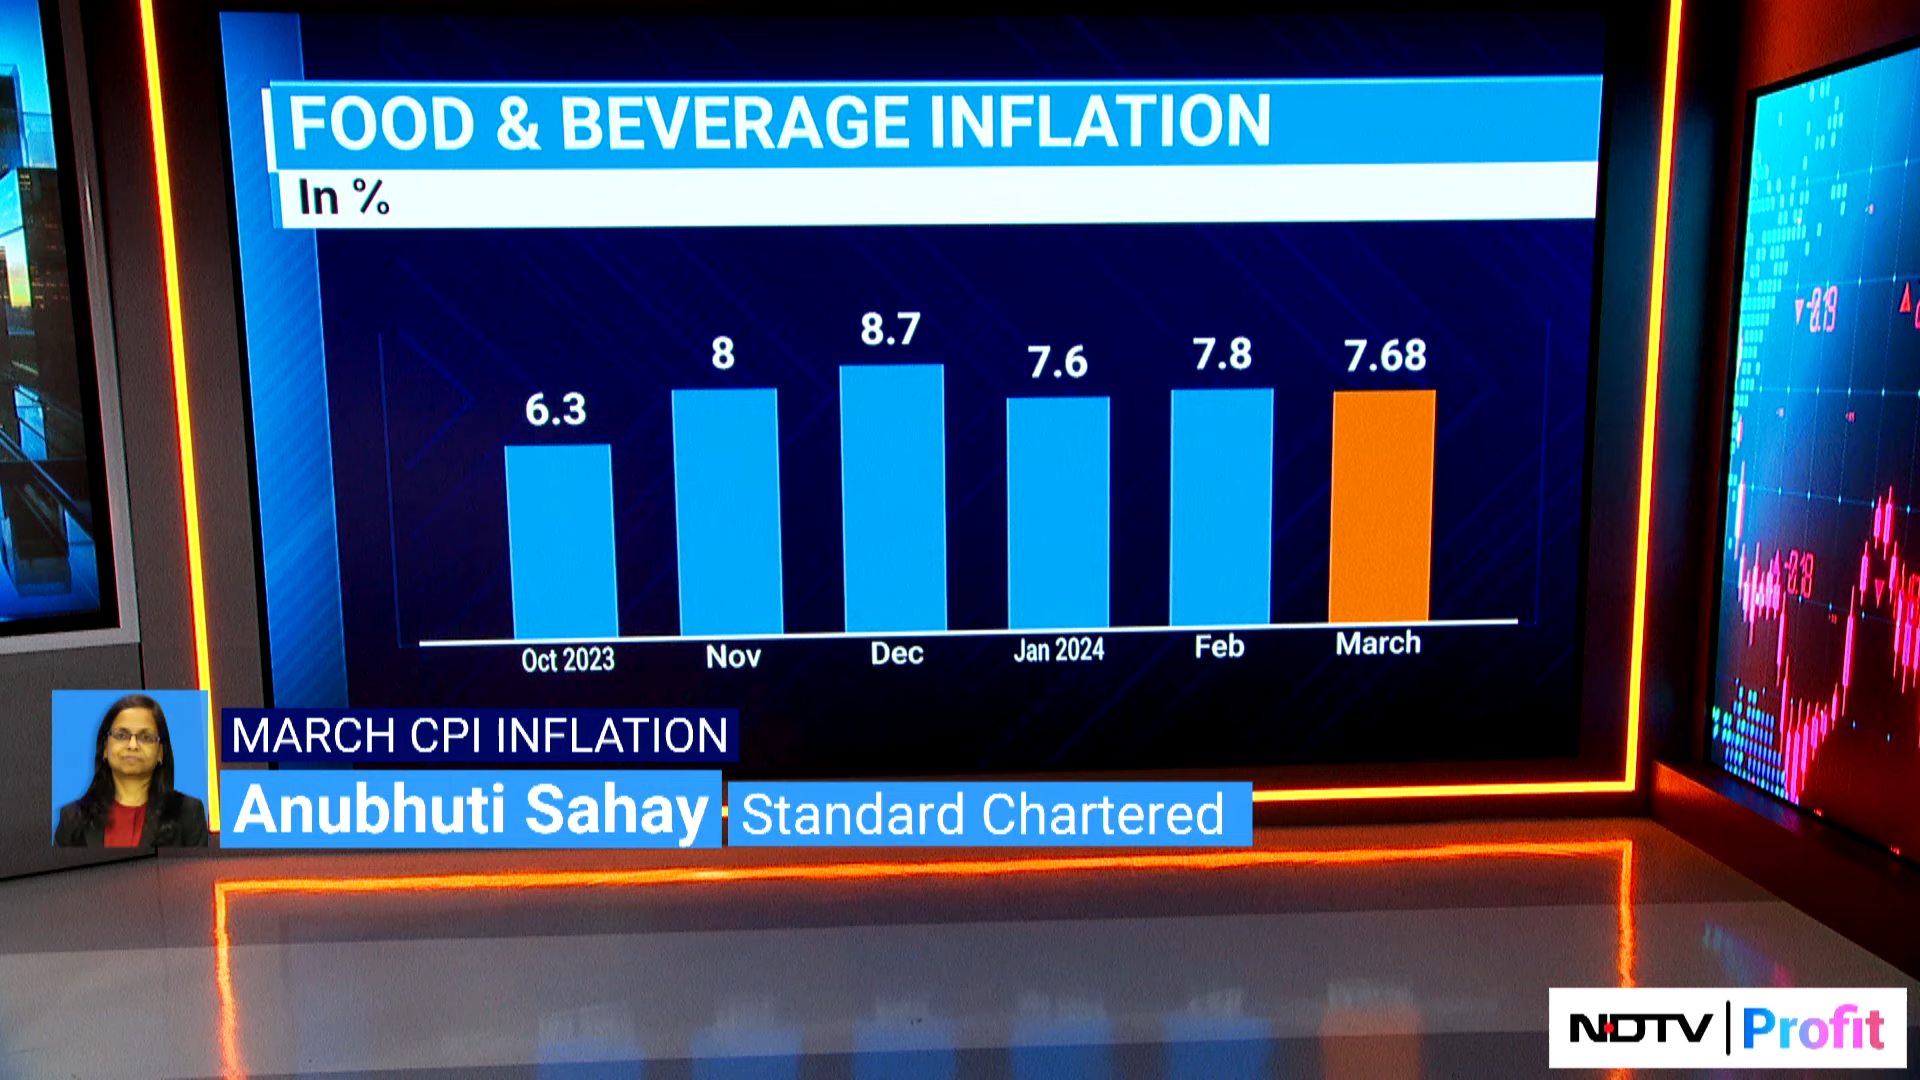 FOOD & BEVERAGE INFLATION
In %
6.3
8
8.7
7.6
7.8
7.68
Oct 2023
Nov
Dec
Jan 2024
Feb
March
MARCH CPI INFLATION
Anubhuti Sahay
Standard Chartered
NDTV Profit